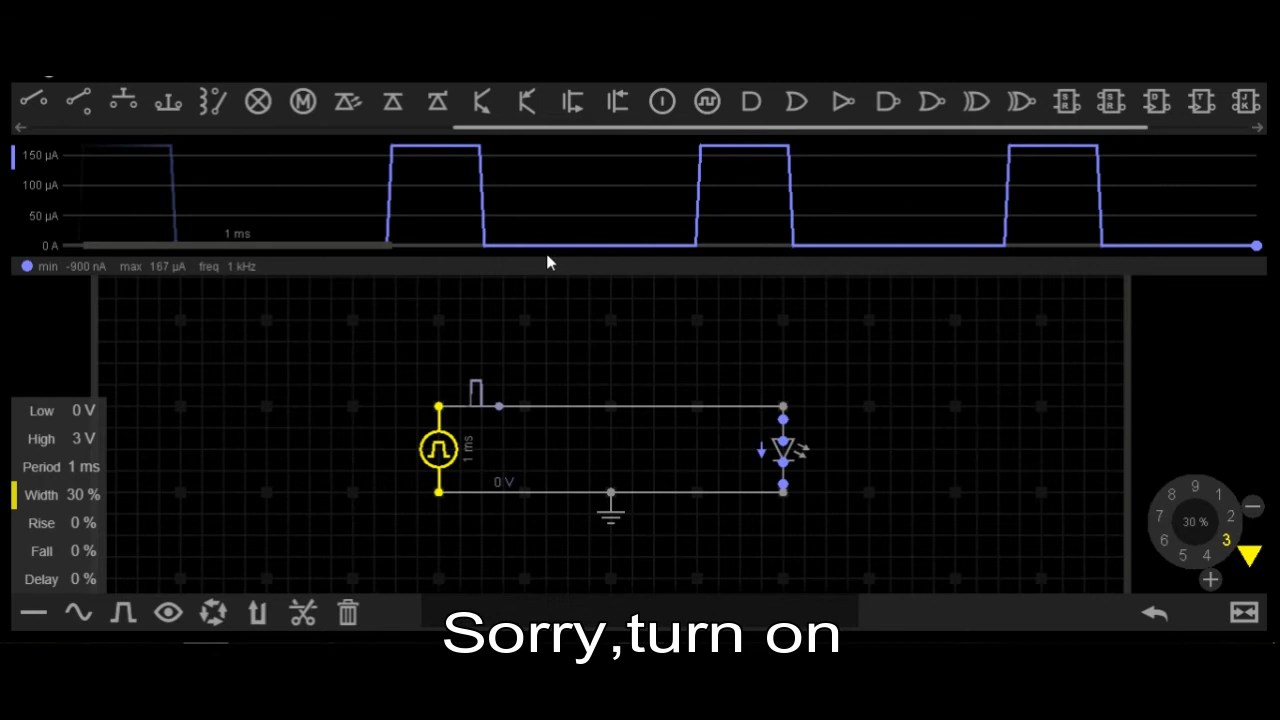 150 µA
100 µA
50 µA
0 A
1 ms
min -900 nA max 167 µA freq 1 kHz
1 ms
0 V
Low 0 V
High 3 V
Period 1 ms
Width 30 %
Rise 0 %
Fall 0 %
Delay 0 %
9
8 1
7 30 % 2
6 3
5 4
Sorry,turn on